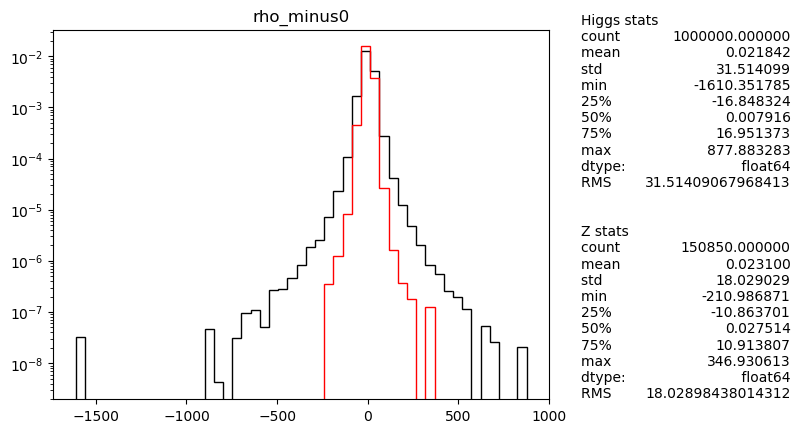 rho_minus0
10⁻²
10⁻³
10⁻⁴
10⁻⁵
10⁻⁶
10⁻⁷
10⁻⁸
−1500 −1000 −500 0 500 1000
Higgs stats
count 1000000.000000
mean 0.021842
std 31.514099
min -1610.351785
25% -16.848324
50% 0.007916
75% 16.951373
max 877.883283
dtype: float64
RMS 31.51409067968413
Z stats
count 150850.000000
mean 0.023100
std 18.029029
min -210.986871
25% -10.863701
50% 0.027514
75% 10.913807
max 346.930613
dtype: float64
RMS 18.02898438014312